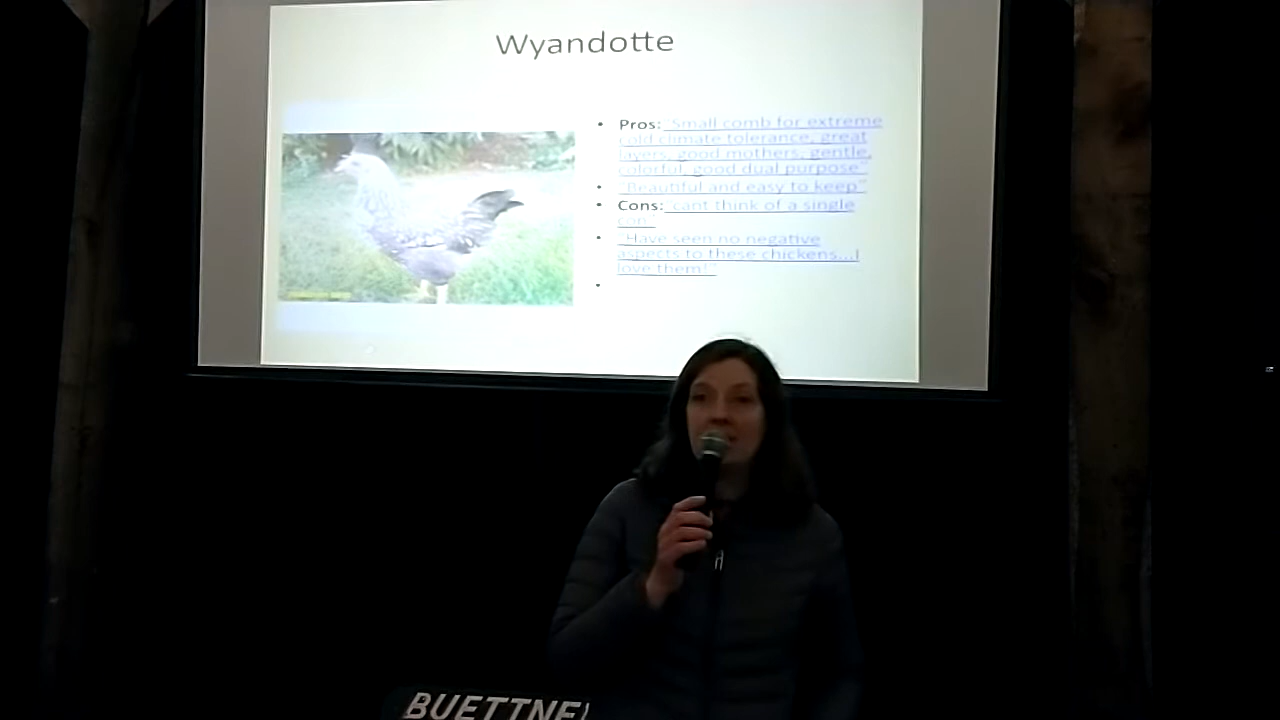 Wyandotte
• Pros: "Small comb for extreme
cold climate tolerance, great
layers, good mothers, gentle,
colorful, good dual purpose"
• "Beautiful and easy to keep"
• Cons: "cant think of a single
con"
• "Have seen no negative
aspects to these chickens...I
love them!"
•
BUETTNE